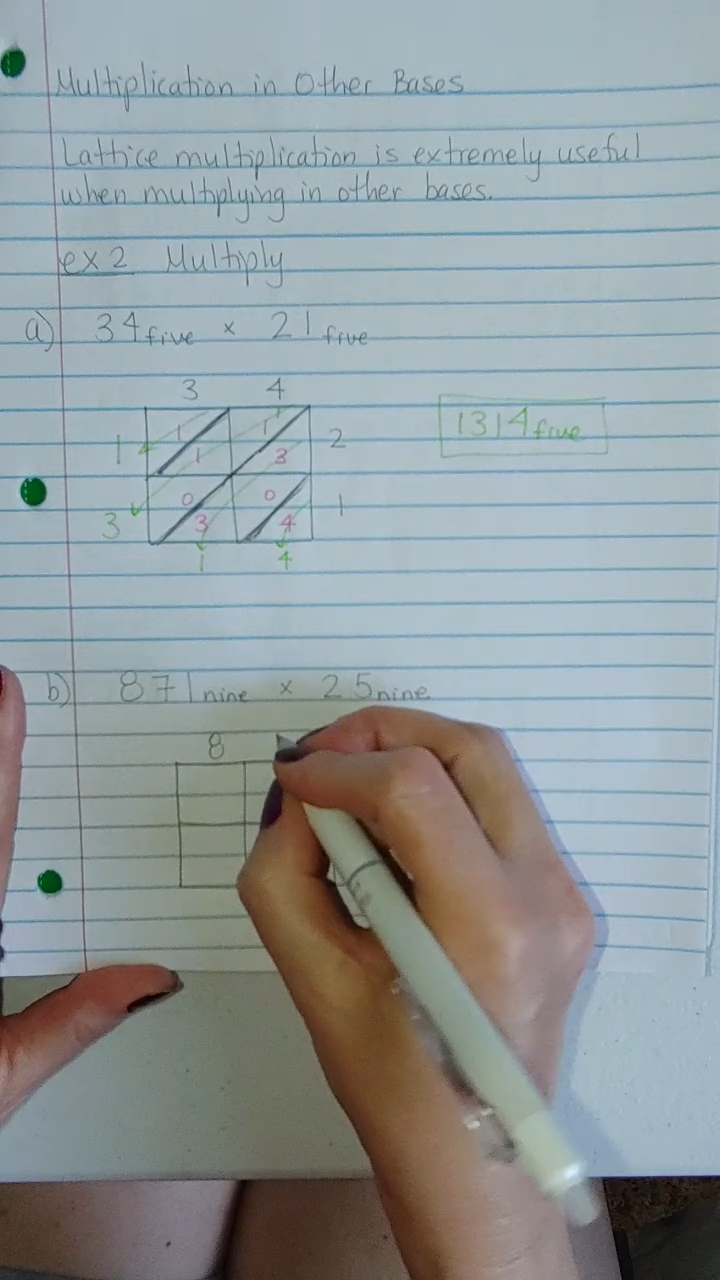 Multiplication in Other Bases
Lattice multiplication is extremely useful
when multiplying in other bases.
ex 2 Multiply
a) 34five × 21five
3 4
1 1 1 1 3 2
3 0 3 0 4 1
1 4
1314five
b) 871nine × 25nine
8